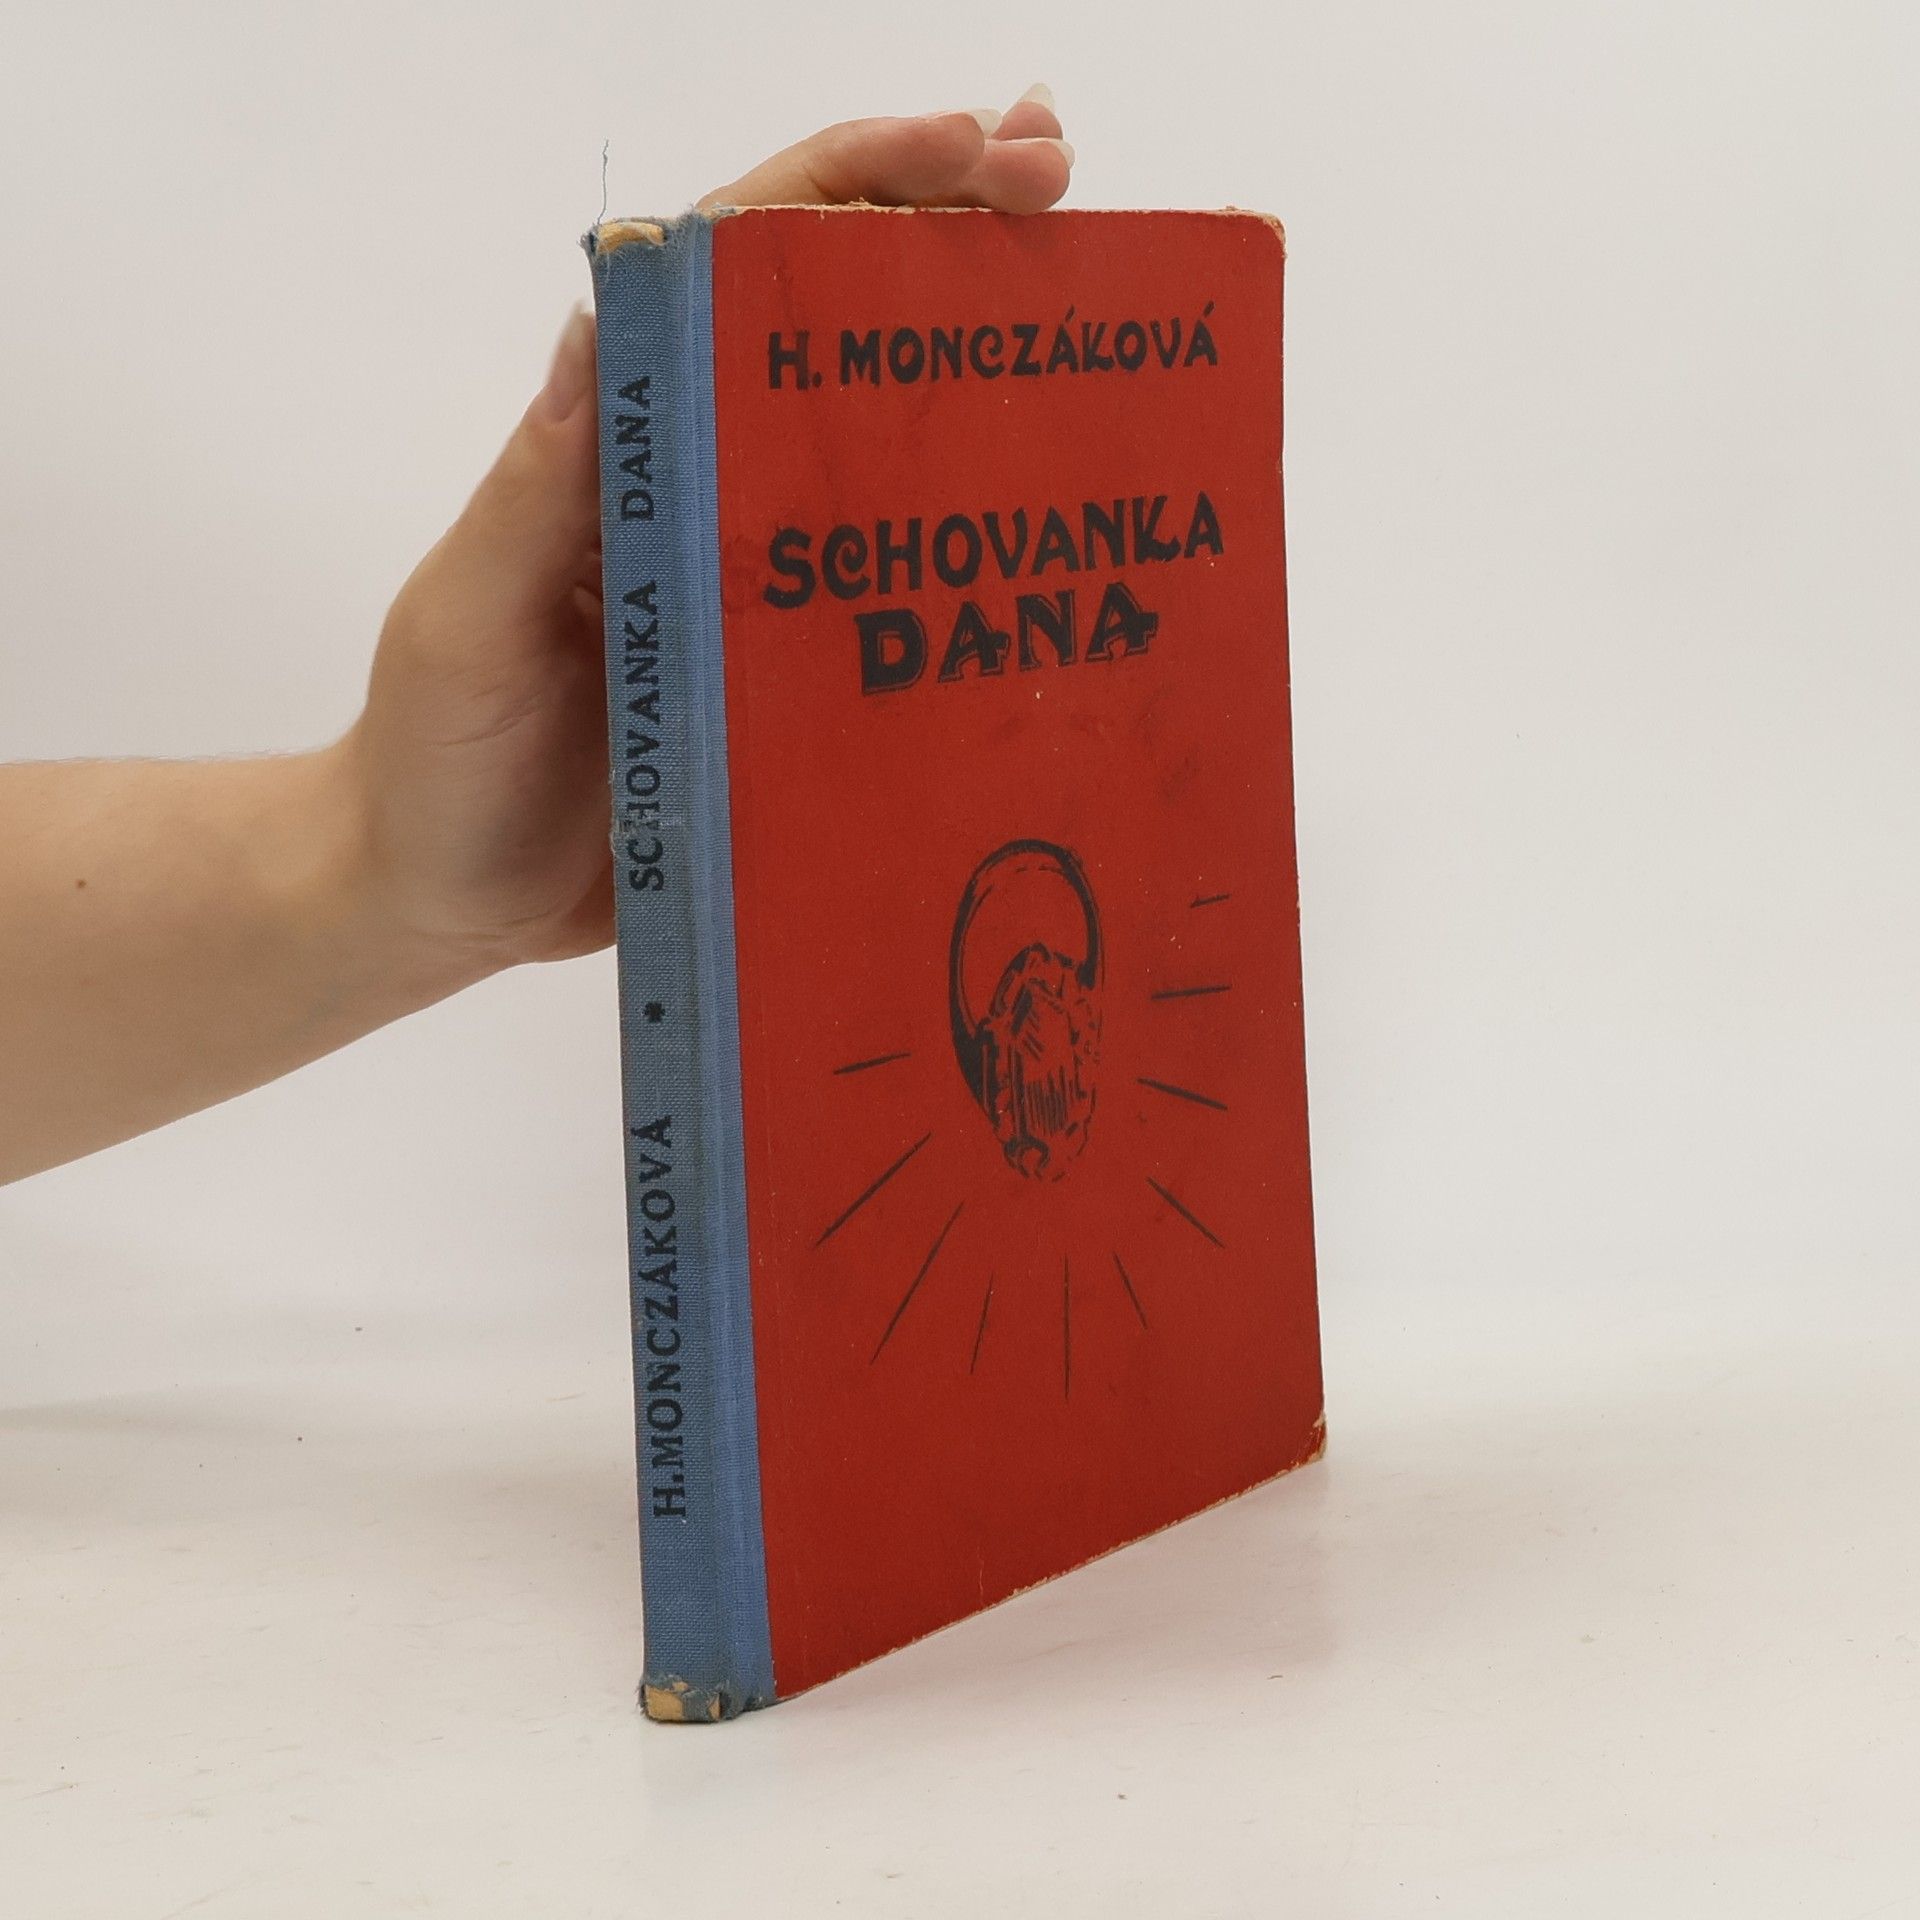 H. MONCZÁKOVÁ
SCHOVANKA
DANA
H.MONCZÁKOVÁ * SCHOVANKA DANA